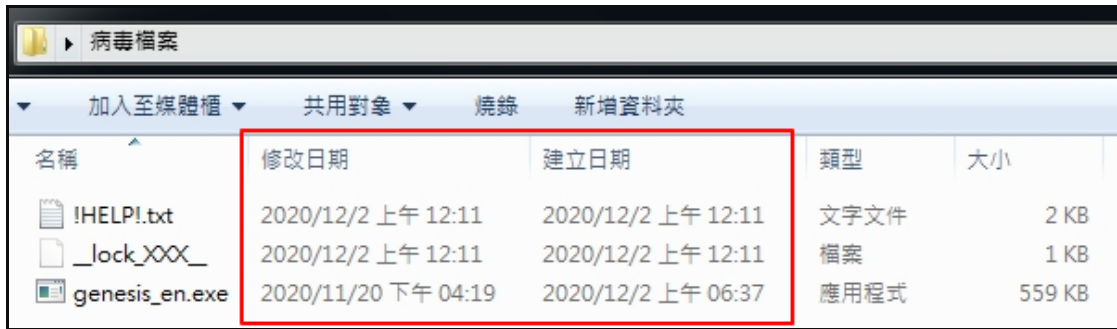 病毒檔案
加入至媒體櫃 共用對象 燒錄 新增資料夾
名稱 修改日期 建立日期 類型 大小
!HELP!.txt 2020/12/2 上午 12:11 2020/12/2 上午 12:11 文字文件 2 KB
__lock_XXX__ 2020/12/2 上午 12:11 2020/12/2 上午 12:11 檔案 1 KB
genesis_en.exe 2020/11/20 下午 04:19 2020/12/2 上午 06:37 應用程式 559 KB